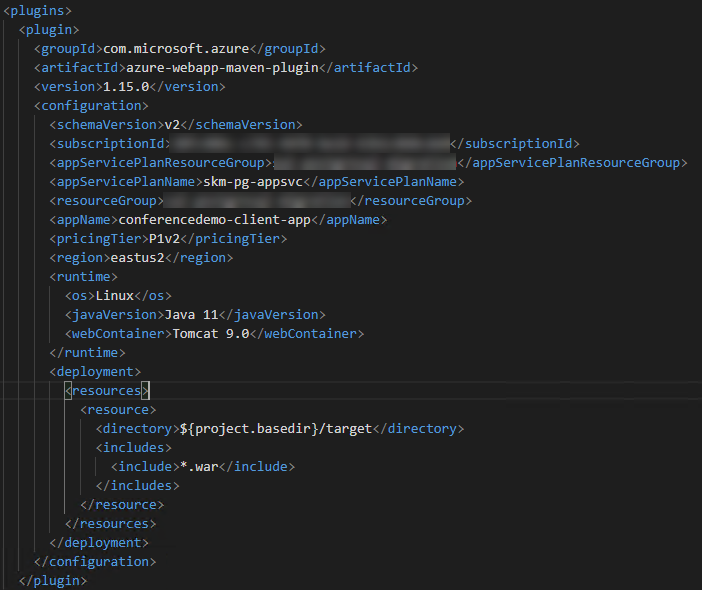 <plugins>
<plugin>
<groupId>com.microsoft.azure</groupId>
<artifactId>azure-webapp-maven-plugin</artifactId>
<version>1.15.0</version>
<configuration>
<schemaVersion>v2</schemaVersion>
<subscriptionId></subscriptionId>
<appServicePlanResourceGroup></appServicePlanResourceGroup>
<appServicePlanName>skm-pg-appsvc</appServicePlanName>
<resourceGroup></resourceGroup>
<appName>conferencedemo-client-app</appName>
<pricingTier>P1v2</pricingTier>
<region>eastus2</region>
<runtime>
<os>Linux</os>
<javaVersion>Java 11</javaVersion>
<webContainer>Tomcat 9.0</webContainer>
</runtime>
<deployment>
<resources>
<resource>
<directory>${project.basedir}/target</directory>
<includes>
<include>*.war</include>
</includes>
</resource>
</resources>
</deployment>
</configuration>
</plugin>